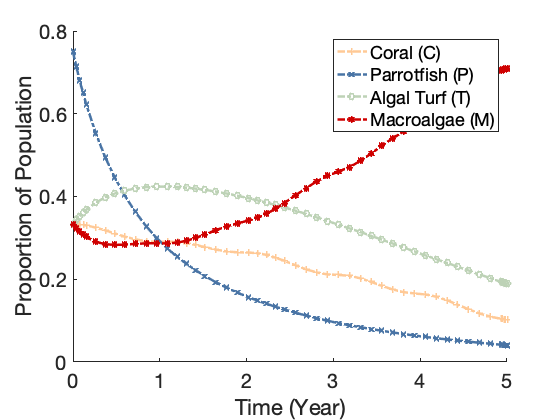 0.8
0.6
0.4
0.2
0
Proportion of Population
Coral (C)
Parrotfish (P)
Algal Turf (T)
Macroalgae (M)
0 1 2 3 4 5
Time (Year)